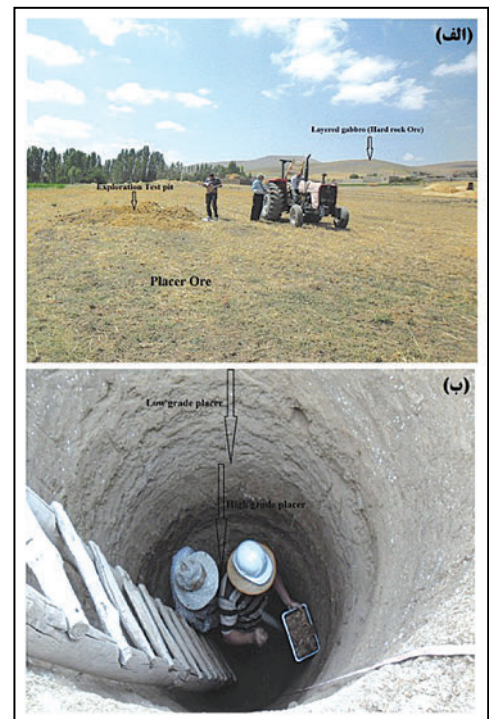 (الف)
Layered gabbro (Hard rock Ore)
Exploration Test pit
Placer Ore
(ب)
Low grade placer
High grade placer